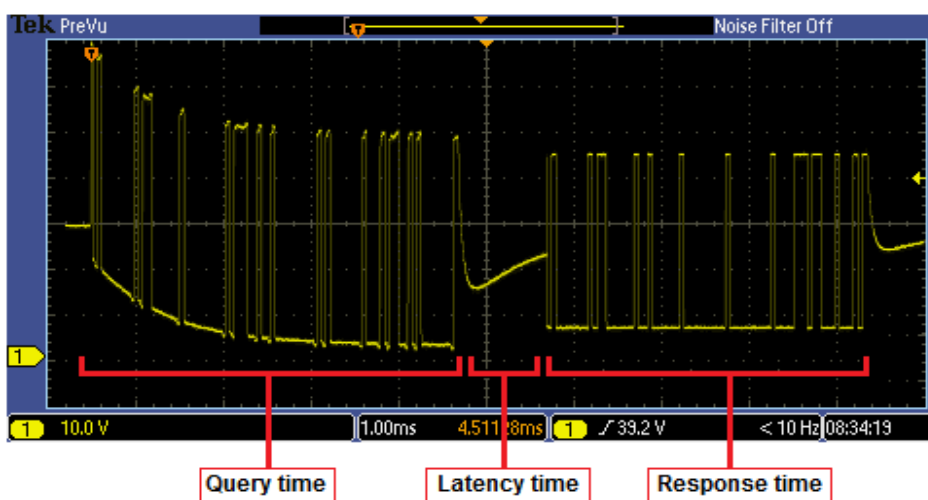 Tek PreVu Noise Filter Off
T
T
1
1 10.0 V 1.00ms 4.51128ms 1 39.2 V < 10 Hz 08:34:19
Query time Latency time Response time